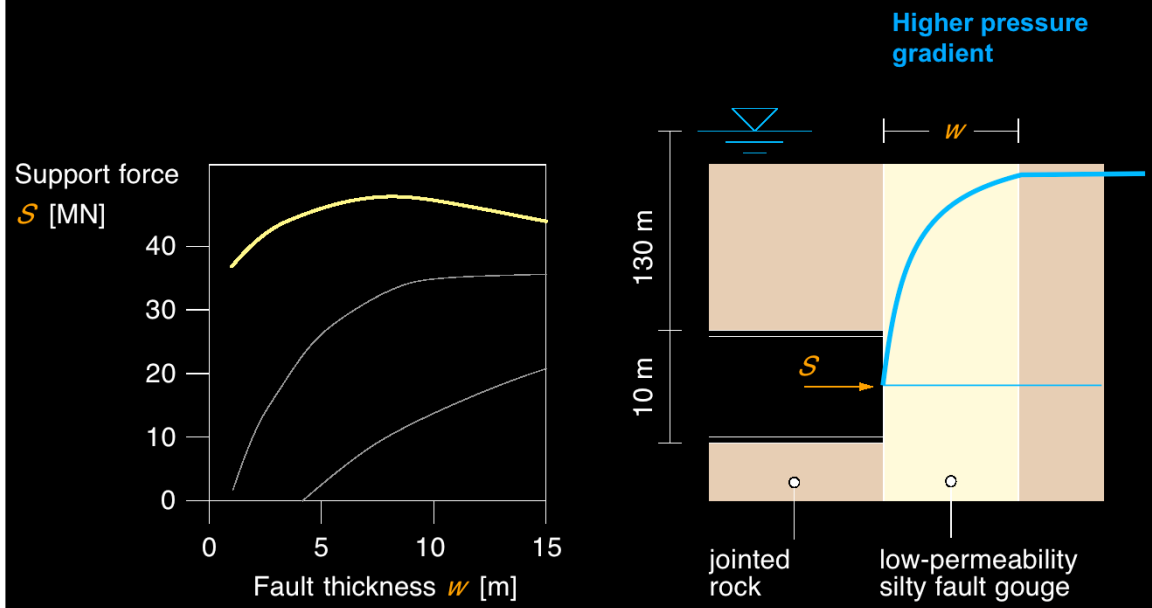 Higher pressure
gradient
Support force
S [MN]
40
30
20
10
0
0
5
10
15
Fault thickness w [m]
w
130 m
10 m
S
jointed
rock
low-permeability
silty fault gouge